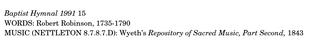 Baptist Hymnal 1991 15
WORDS: Robert Robinson, 1735-1790
MUSIC (NETTLETON 8.7.8.7.D): Wyeth's Repository of Sacred Music, Part Second, 1843